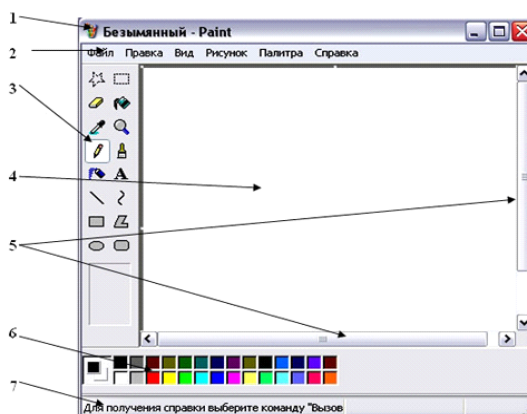 1
Безымянный - Paint
2
Файл Правка Вид Рисунок Палитра Справка
3
A
4
5
6
7
Для получения справки выберите команду "Вызов